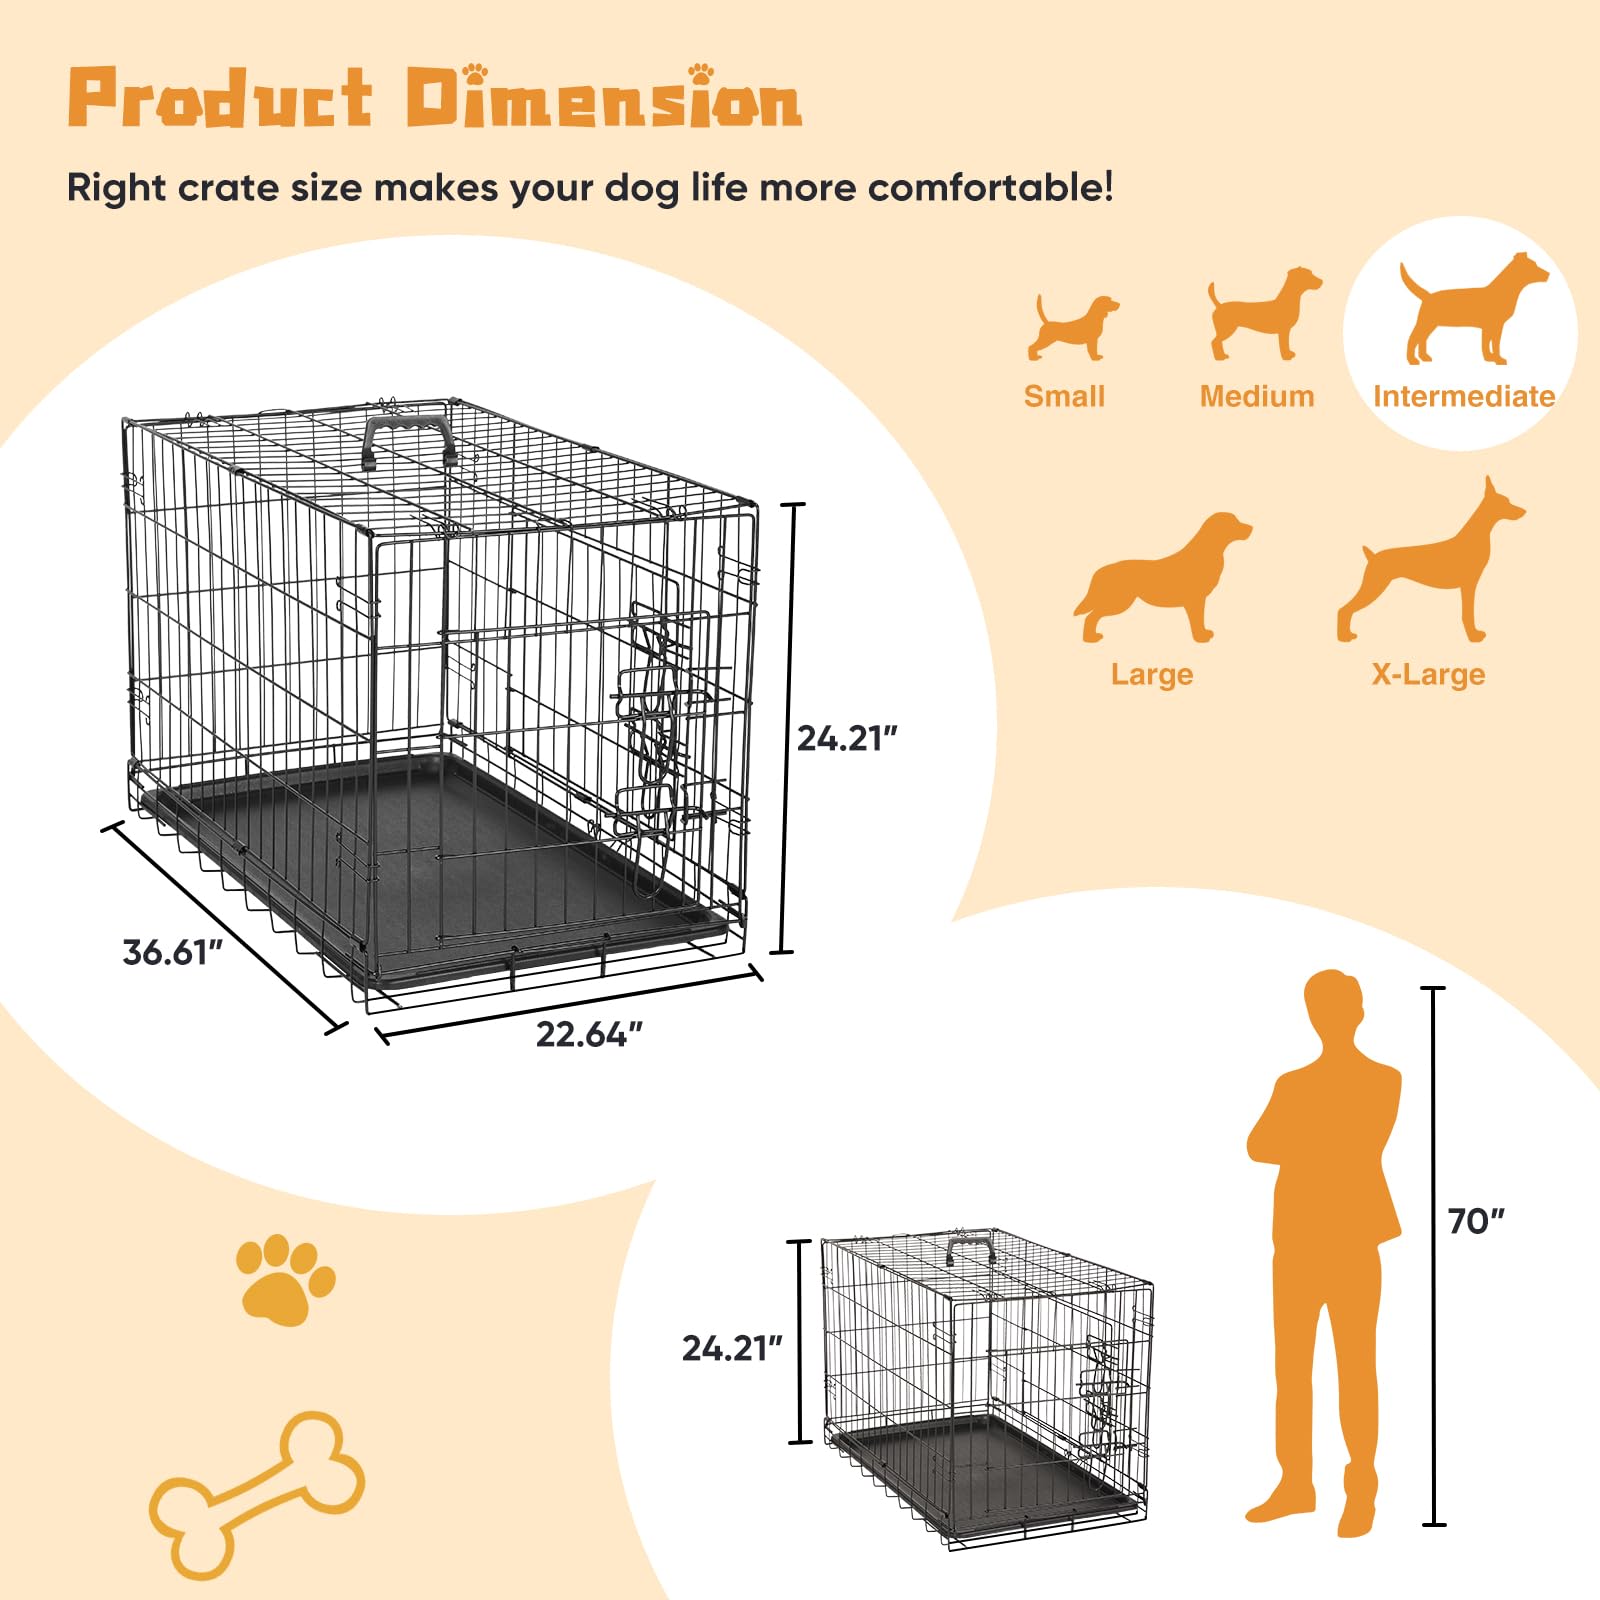 Product Dimension
Right crate size makes your dog life more comfortable!
Small
Medium
Intermediate
Large
X-Large
24.21”
36.61”
22.64”
70”
24.21”